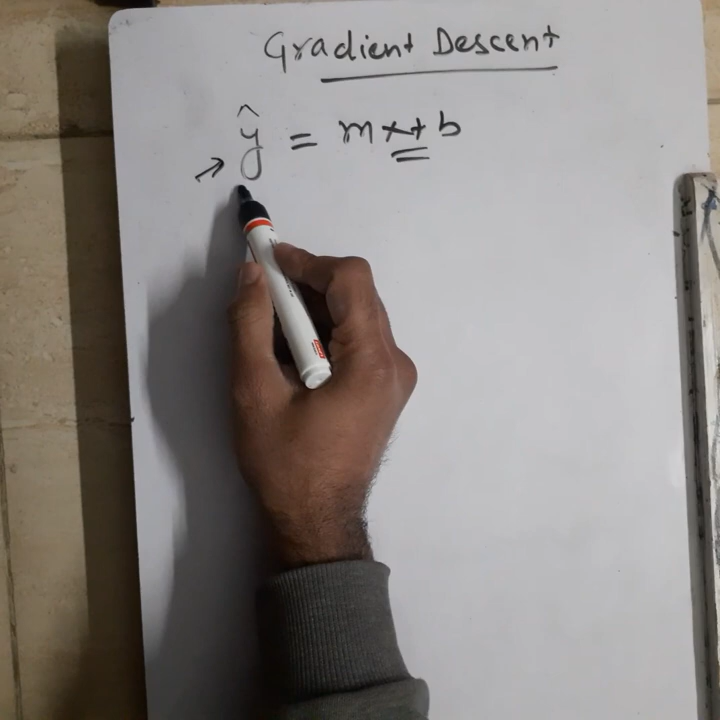 Gradient Descent
ŷ = mx+b